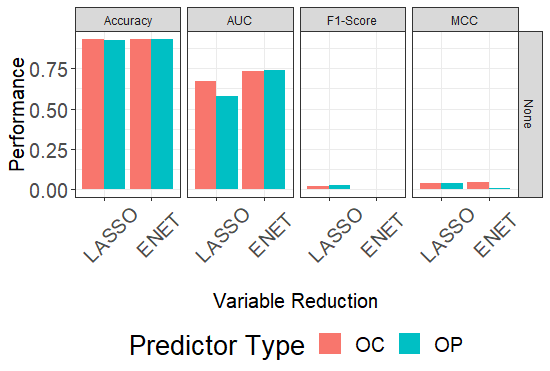 Accuracy AUC F1-Score MCC
Performance
0.75
0.50
0.25
0.00
None
LASSO ENET LASSO ENET LASSO ENET LASSO ENET
Variable Reduction
Predictor Type OC OP